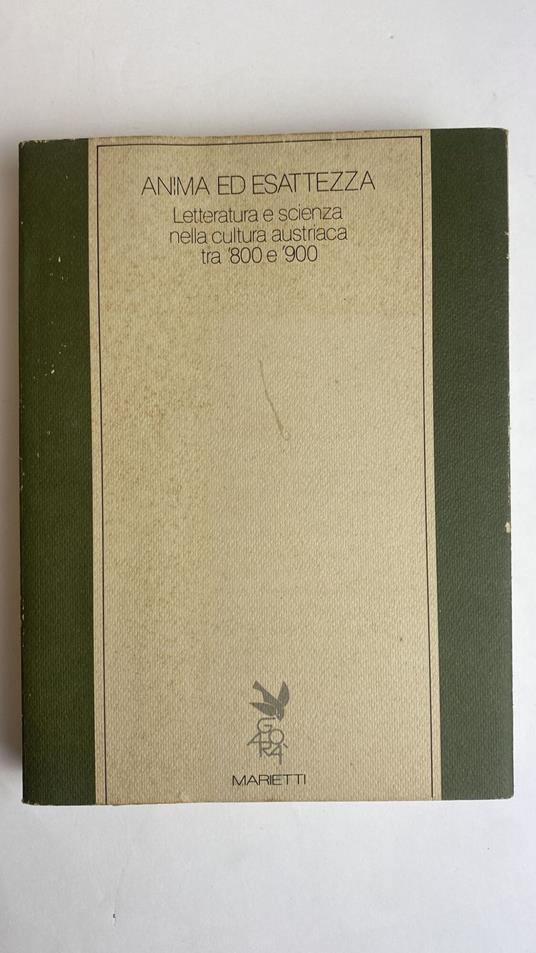 ANIMA ED ESATTEZZA
Letteratura e scienza
nella cultura austriaca
tra '800 e '900
AGORÀ
MARIETTI